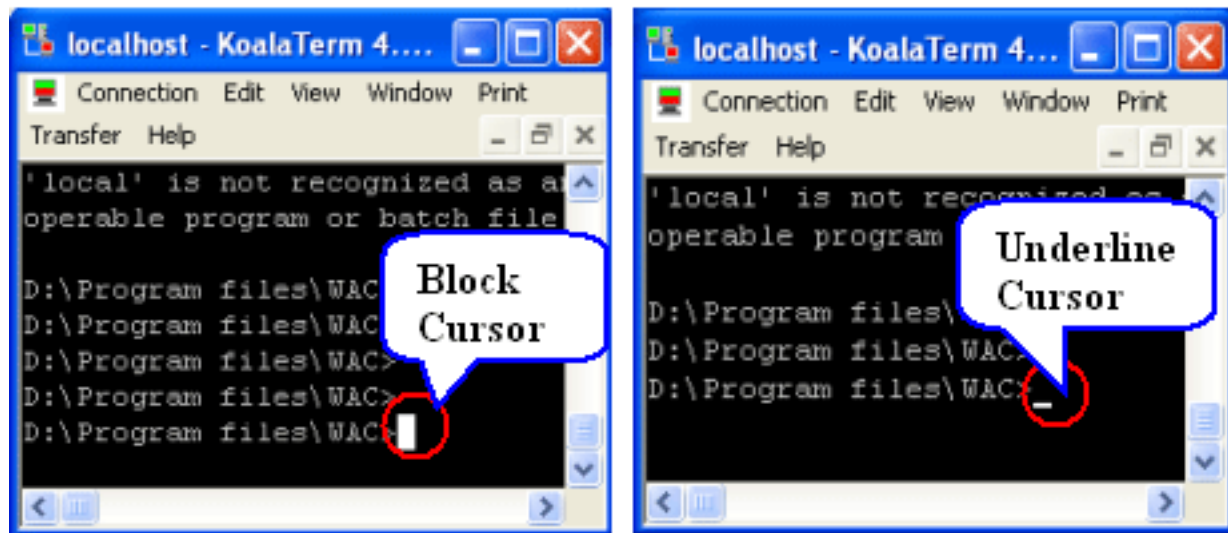 localhost - KoalaTerm 4....
Connection Edit View Window Print
Transfer Help
'local' is not recognized as
operable program or batch file
D:\Program files\WAC
D:\Program files\WAC
D:\Program files\WAC>
D:\Program files\WAC>
D:\Program files\WAC>
Block
Cursor
localhost - KoalaTerm 4...
Connection Edit View Window Print
Transfer Help
'local' is not recognized as
operable program
D:\Program files\
D:\Program files\WAC>
D:\Program files\WAC>
Underline
Cursor